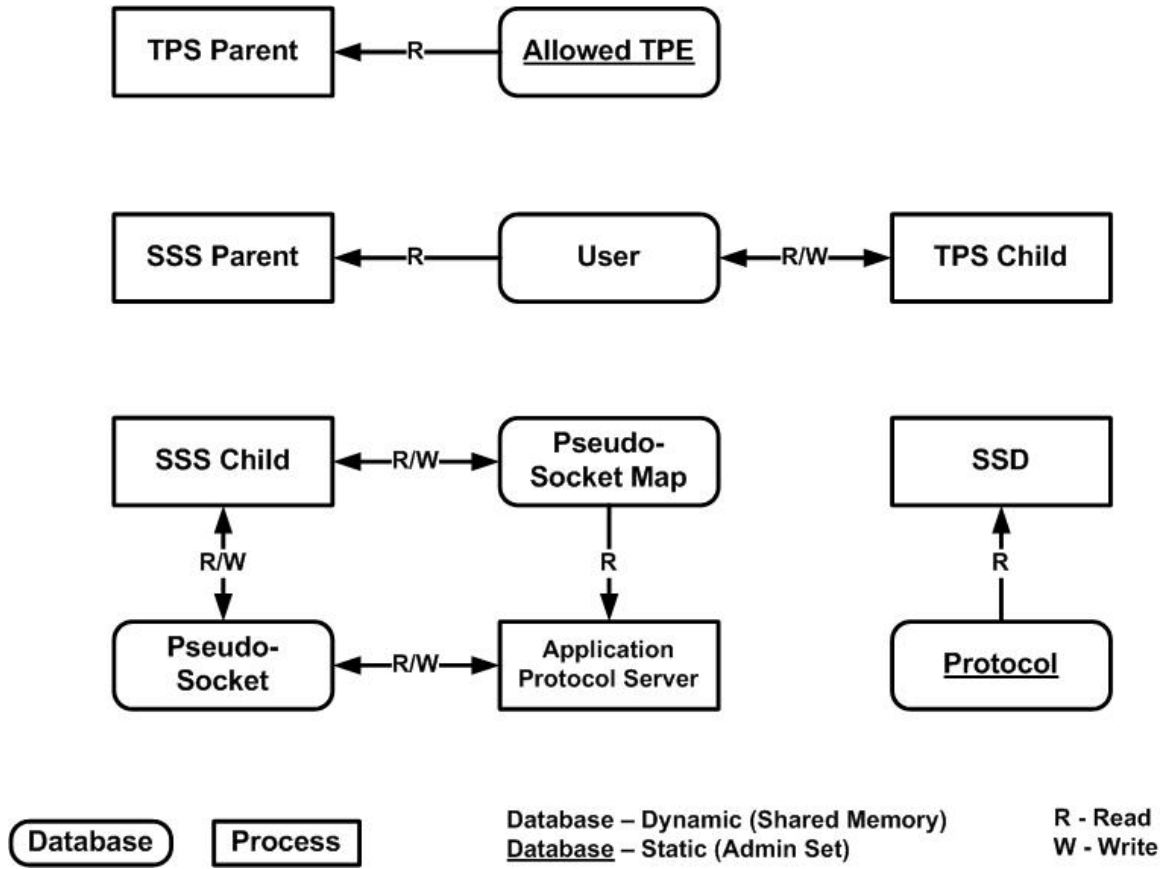 TPS Parent
R
Allowed TPE
SSS Parent
R
User
R/W
TPS Child
SSS Child
R/W
Pseudo-
Socket Map
SSD
R/W
R
R
Pseudo-
Socket
R/W
Application
Protocol Server
Protocol
Database
Process
Database – Dynamic (Shared Memory)
Database – Static (Admin Set)
R - Read
W - Write